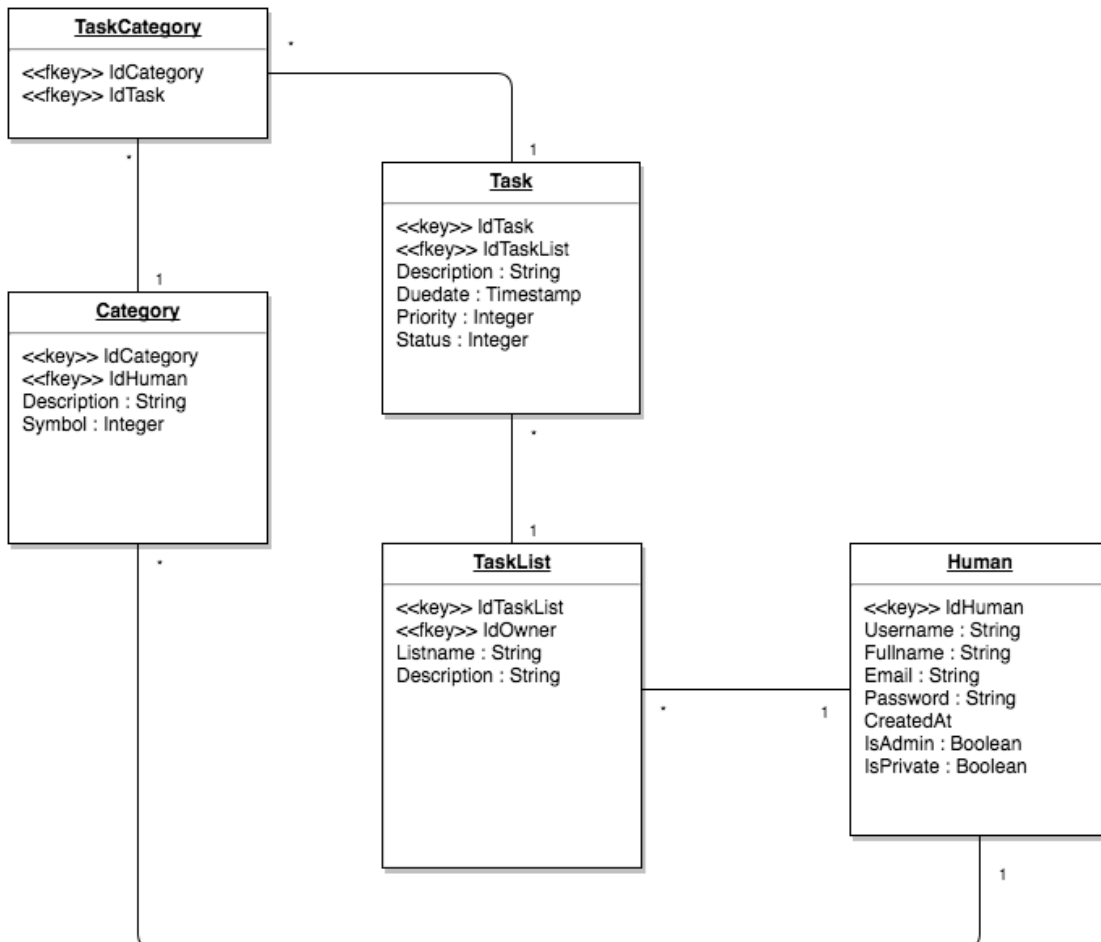 TaskCategory
<<fkey>> IdCategory
<<fkey>> IdTask
*
*
1
1
Task
<<key>> IdTask
<<fkey>> IdTaskList
Description : String
Duedate : Timestamp
Priority : Integer
Status : Integer
Category
<<key>> IdCategory
<<fkey>> IdHuman
Description : String
Symbol : Integer
*
1
*
TaskList
<<key>> IdTaskList
<<fkey>> IdOwner
Listname : String
Description : String
Human
<<key>> IdHuman
Username : String
Fullname : String
Email : String
Password : String
CreatedAt
IsAdmin : Boolean
IsPrivate : Boolean
*
1
1